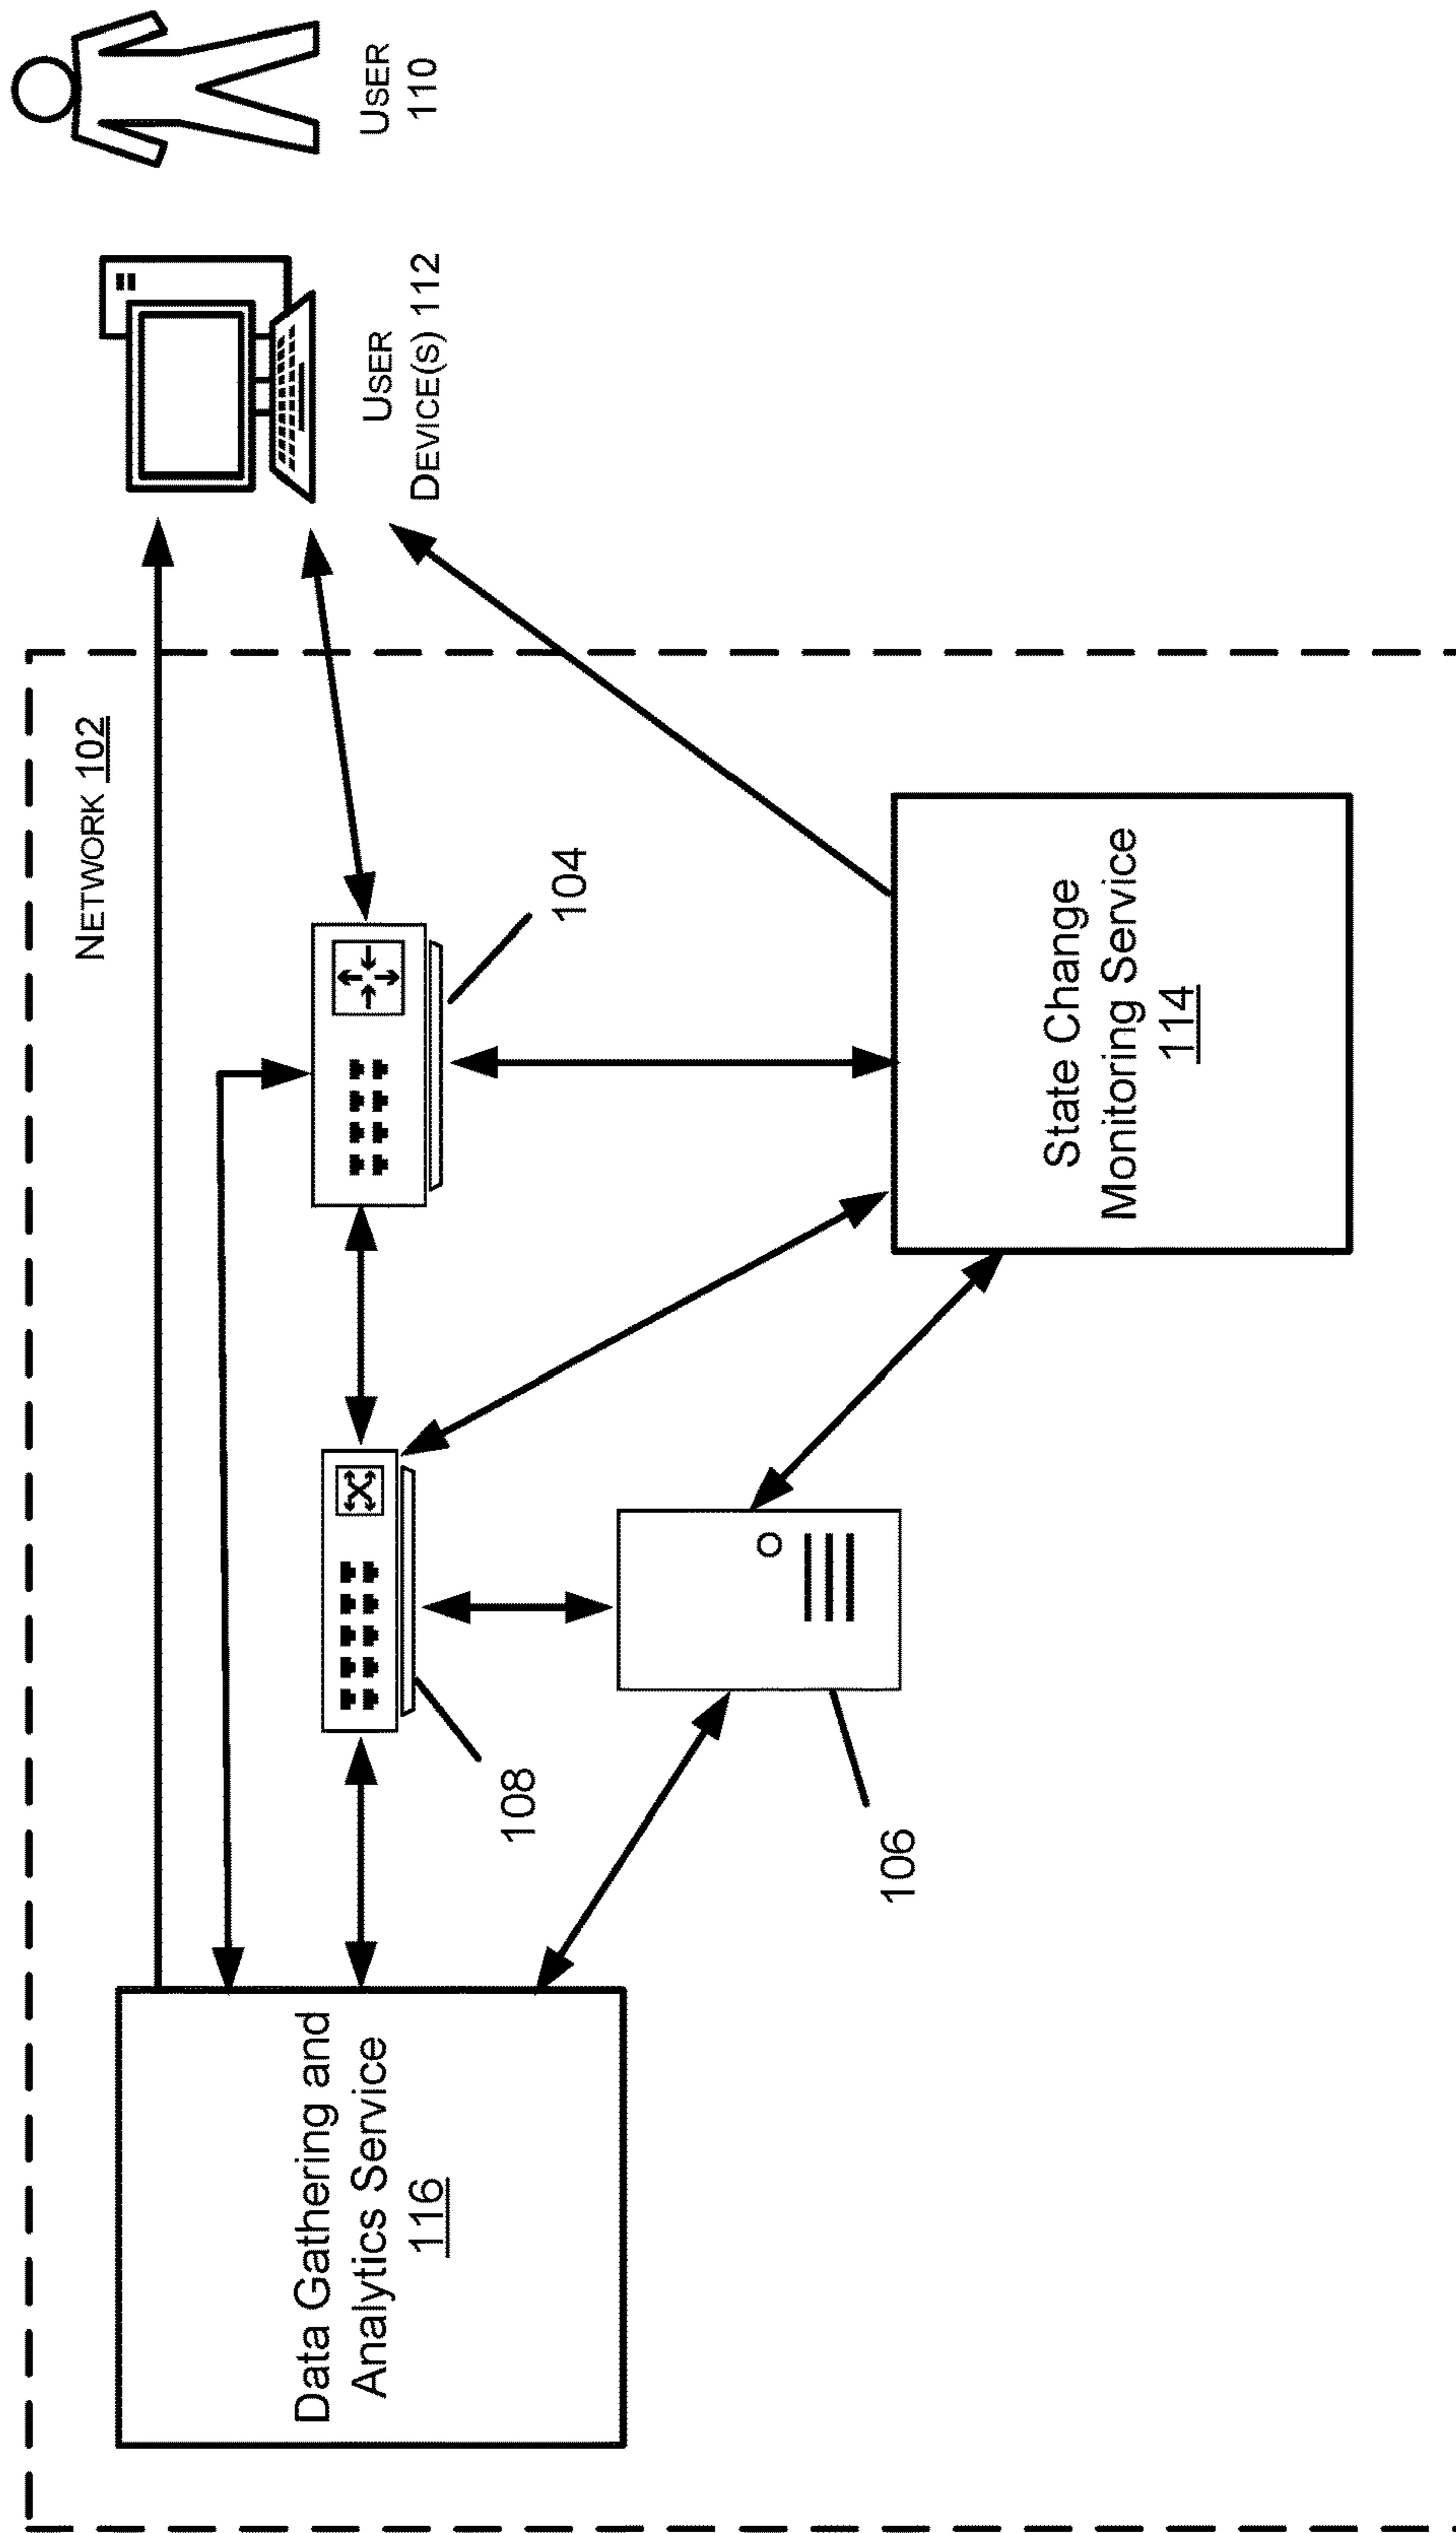 NETWORK 102
Data Gathering and
Analytics Service
116
108
106
104
State Change
Monitoring Service
114
USER
DEVICE(S) 112
USER
110